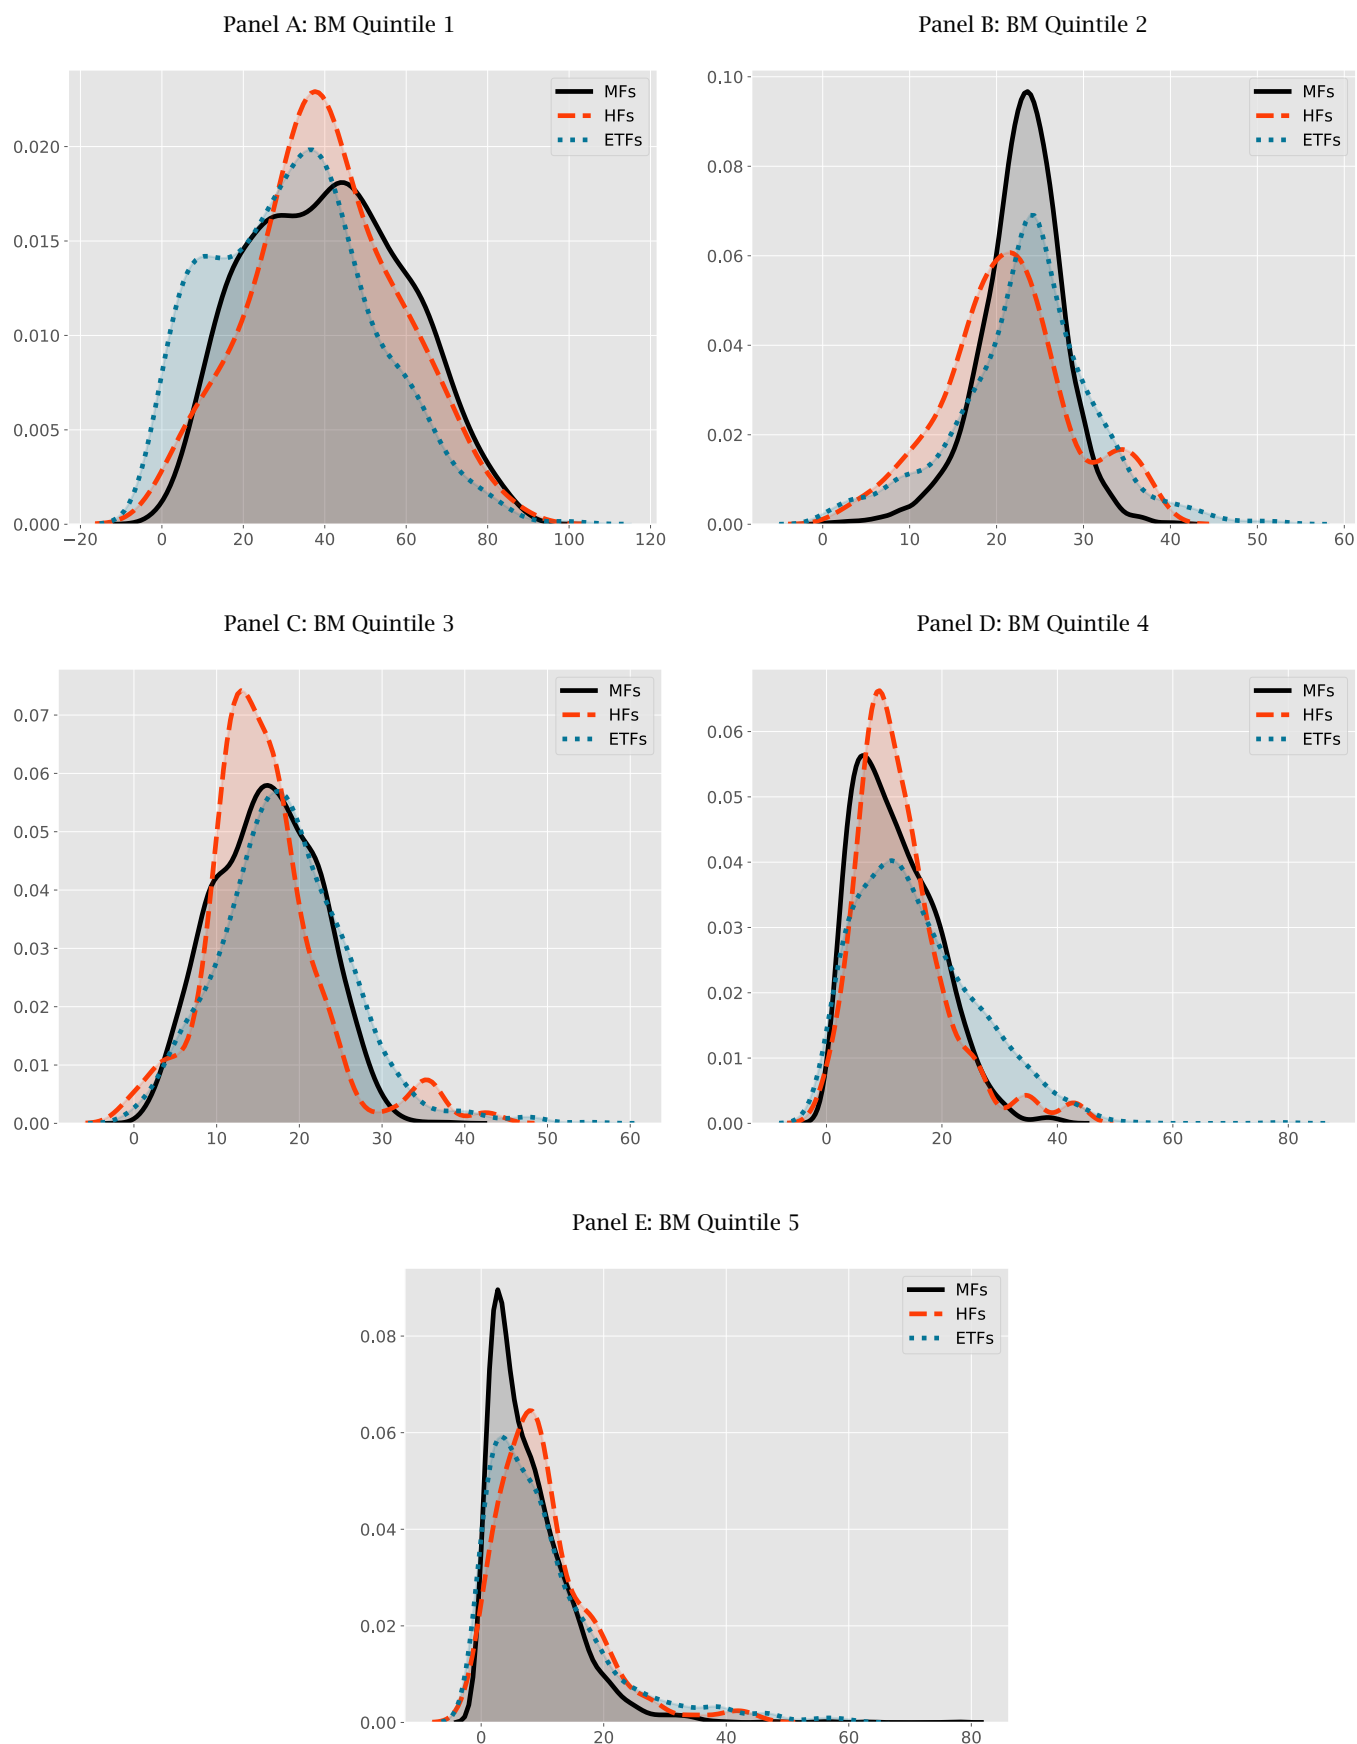 Panel A: BM Quintile 1
0.020
0.015
0.010
0.005
0.000
−20 0 20 40 60 80 100 120
MFs
HFs
ETFs
Panel B: BM Quintile 2
0.10
0.08
0.06
0.04
0.02
0.00
0 10 20 30 40 50 60
MFs
HFs
ETFs
Panel C: BM Quintile 3
0.07
0.06
0.05
0.04
0.03
0.02
0.01
0.00
0 10 20 30 40 50 60
MFs
HFs
ETFs
Panel D: BM Quintile 4
0.06
0.05
0.04
0.03
0.02
0.01
0.00
0 20 40 60 80
MFs
HFs
ETFs
Panel E: BM Quintile 5
0.08
0.06
0.04
0.02
0.00
0 20 40 60 80
MFs
HFs
ETFs